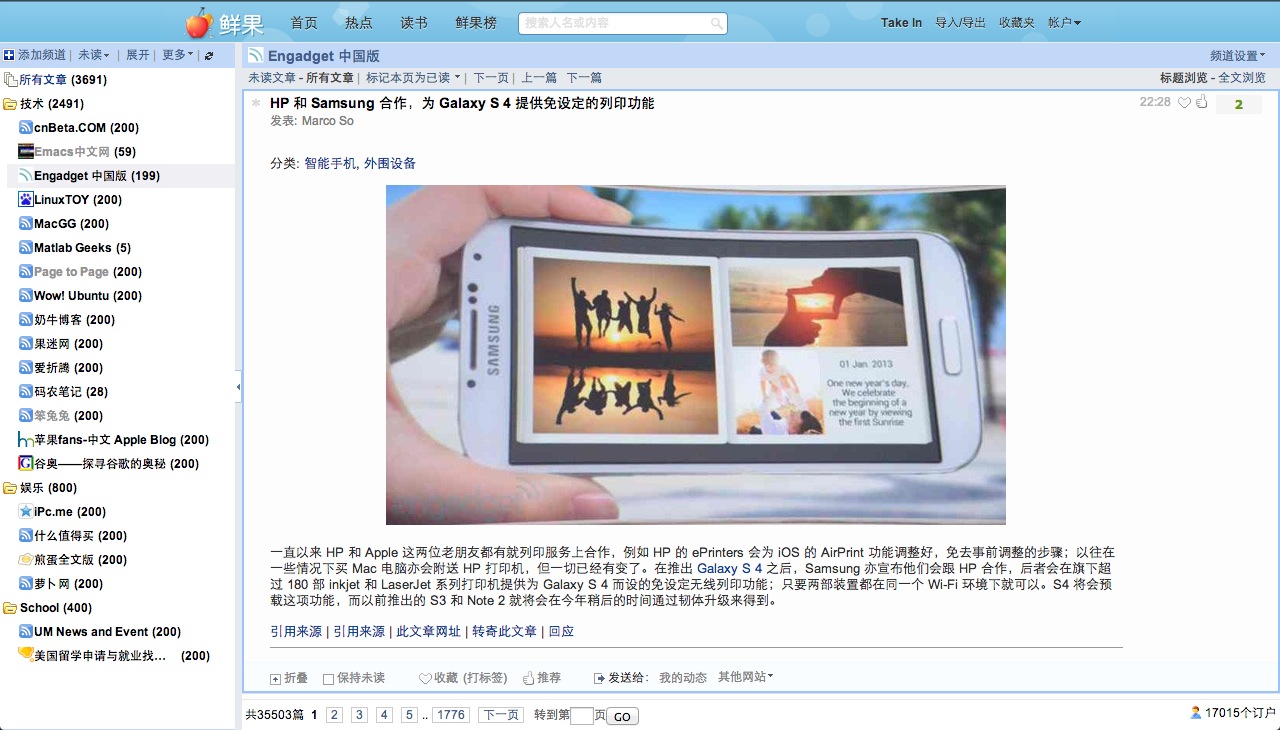 鲜果 首页 热点 读书 鲜果榜 搜索人名或内容 Take In 导入/导出 收藏夹 帐户
添加频道 | 未读 | 展开 | 更多
所有文章 (3691)
技术 (2491)
cnBeta.COM (200)
Emacs中文网 (59)
Engadget 中国版 (199)
LinuxTOY (200)
MacGG (200)
Matlab Geeks (5)
Page to Page (200)
Wow! Ubuntu (200)
奶牛博客 (200)
果迷网 (200)
爱折腾 (200)
码农笔记 (28)
笨兔兔 (200)
苹果fans-中文 Apple Blog (200)
谷奥——探寻谷歌的奥秘 (200)
娱乐 (800)
iPc.me (200)
什么值得买 (200)
煎蛋全文版 (200)
萝卜网 (200)
School (400)
UM News and Event (200)
美国留学申请与就业找... (200)
Engadget 中国版 频道设置
未读文章 - 所有文章 | 标记本页为已读 | 下一页 | 上一篇 下一篇 标题浏览 - 全文浏览
HP 和 Samsung 合作，为 Galaxy S 4 提供免设定的列印功能 22:28 2
发表: Marco So
分类: 智能手机, 外围设备
SAMSUNG
01 Jan. 2013
One new year's day,
We celebrate
the beginning of a
new year by viewing
the first Sunrise
一直以来 HP 和 Apple 这两位老朋友都有就列印服务上合作，例如 HP 的 ePrinters 会为 iOS 的 AirPrint 功能调整好，免去事前调整的步骤；以往在
一些情况下买 Mac 电脑亦会附送 HP 打印机，但一切已经有变了。在推出 Galaxy S 4 之后，Samsung 亦宣布他们会跟 HP 合作，后者会在旗下超
过 180 部 inkjet 和 LaserJet 系列打印机提供为 Galaxy S 4 而设的免设定无线列印功能；只要两部装置都在同一个 Wi-Fi 环境下就可以。S4 将会预
载这项功能，而以前推出的 S3 和 Note 2 就将会在今年稍后的时间通过韧体升级来得到。
引用来源 | 引用来源 | 此文章网址 | 转寄此文章 | 回应
折叠 保持未读 收藏 (打标签) 推荐 发送给： 我的动态 其他网站
共35503篇 1 2 3 4 5 .. 1776 下一页 转到第 页 GO 17015个订户